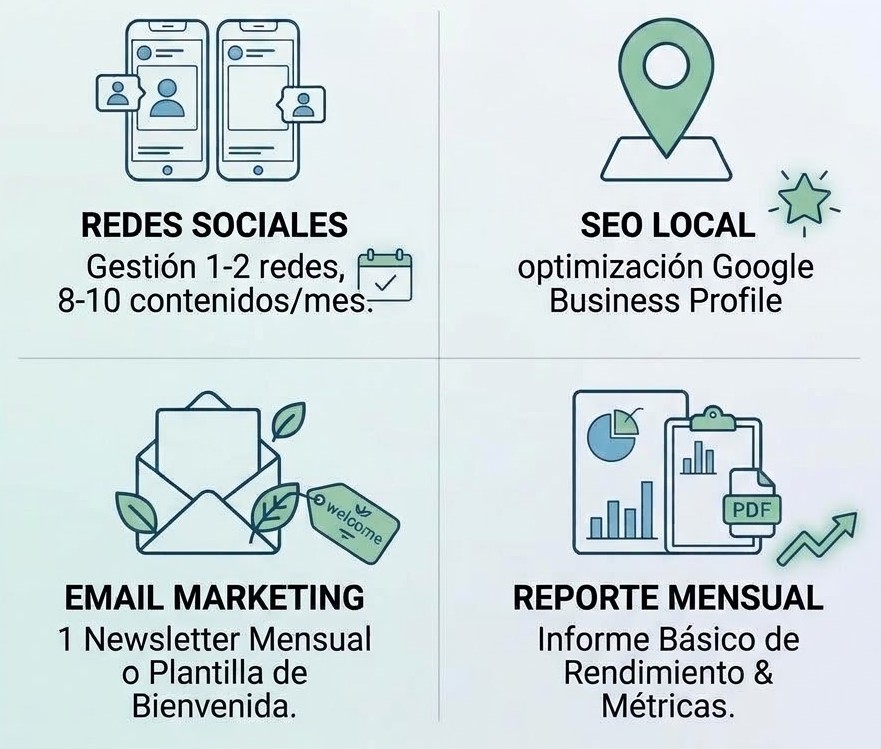 REDES SOCIALES
Gestión 1-2 redes,
8-10 contenidos/mes.
SEO LOCAL
optimización Google
Business Profile
welcome
EMAIL MARKETING
1 Newsletter Mensual
o Plantilla de
Bienvenida.
PDF
REPORTE MENSUAL
Informe Básico de
Rendimiento &
Métricas.